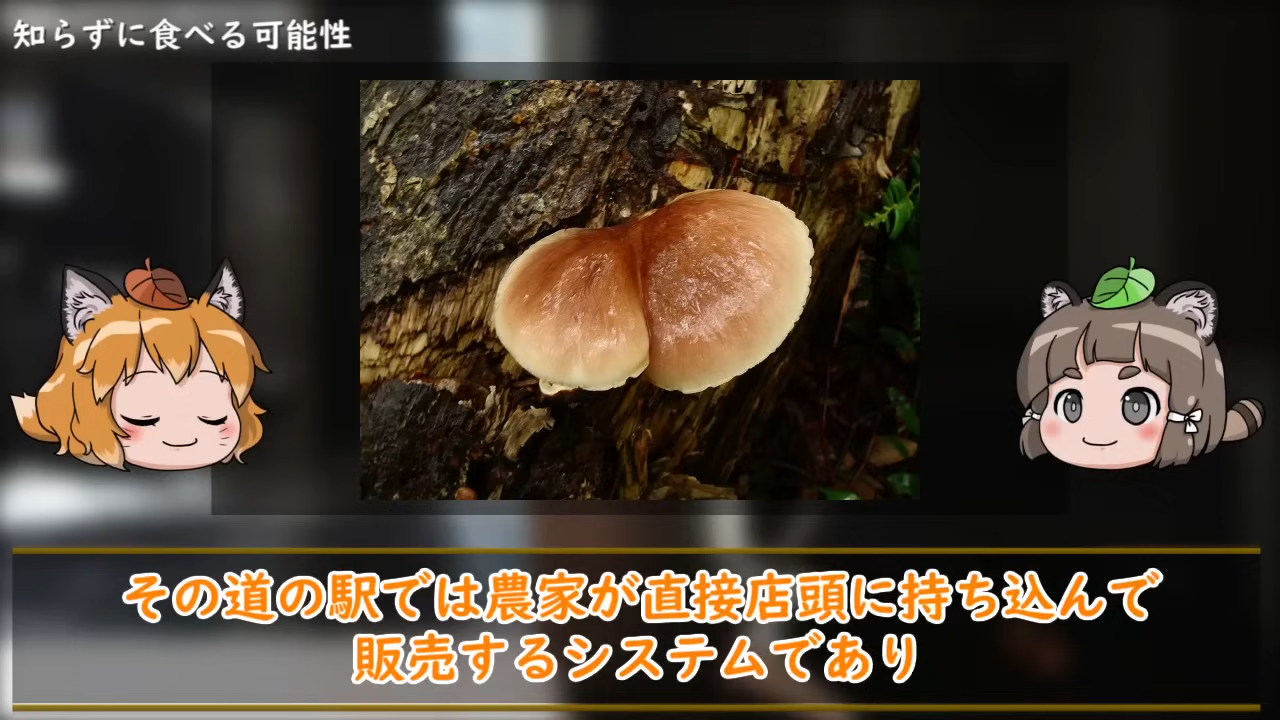 知らずに食べる可能性
その道の駅では農家が直接店頭に持ち込んで
販売するシステムであり